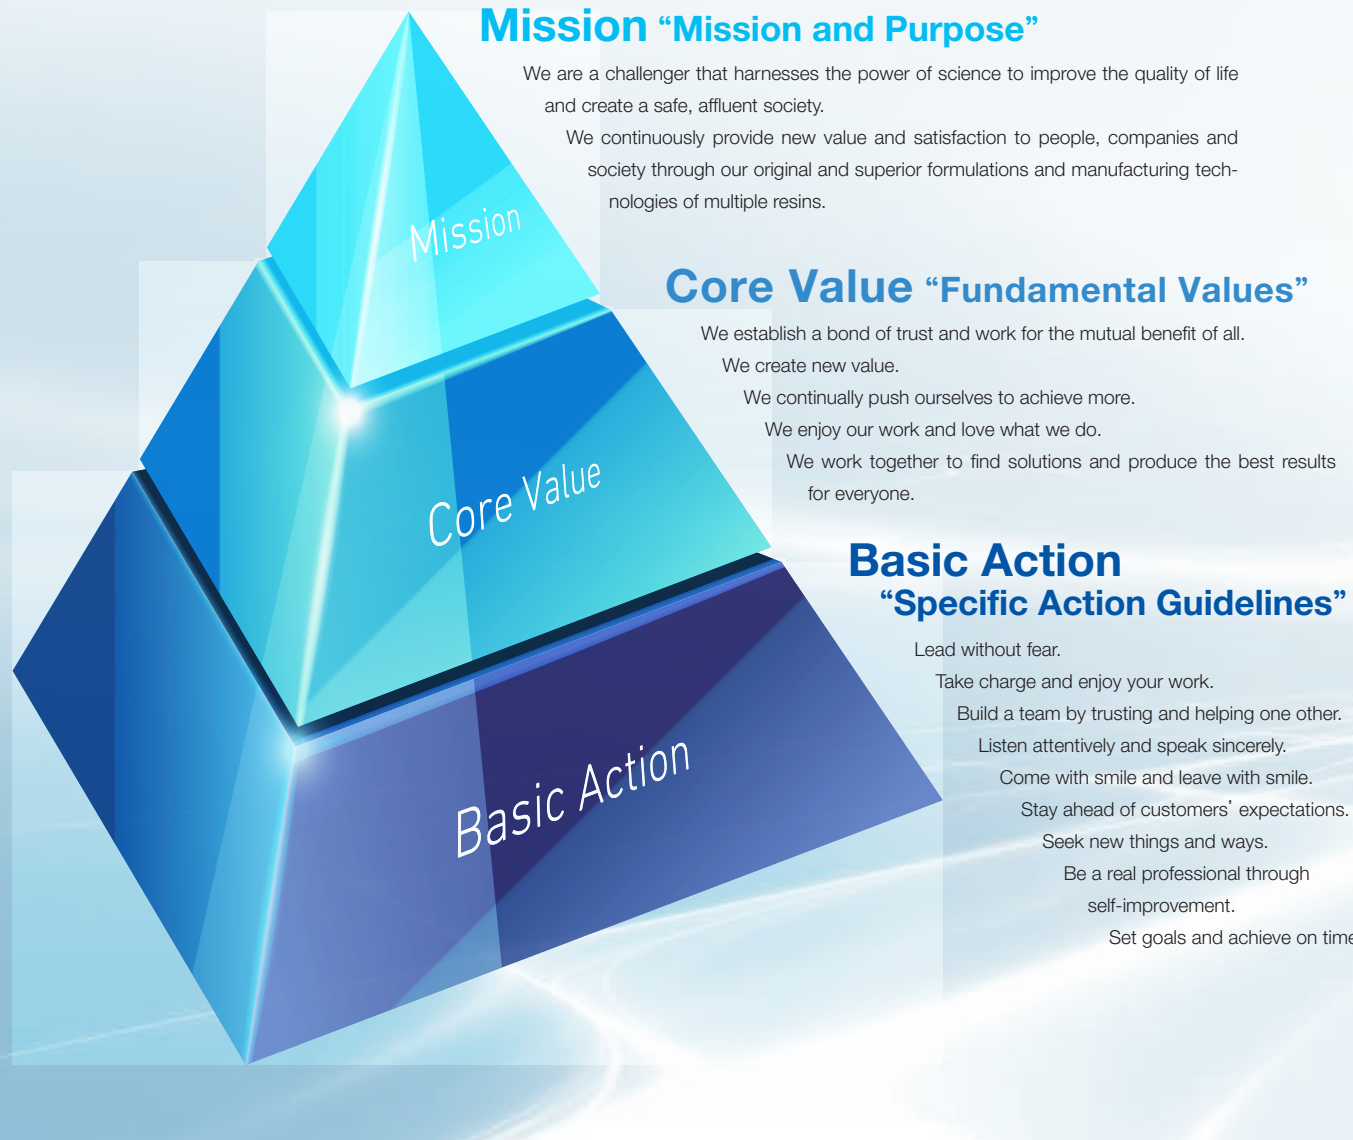 Mission “Mission and Purpose”
We are a challenger that harnesses the power of science to improve the quality of life
and create a safe, affluent society.
We continuously provide new value and satisfaction to people, companies and
society through our original and superior formulations and manufacturing tech-
nologies of multiple resins.
Mission
Core Value “Fundamental Values”
We establish a bond of trust and work for the mutual benefit of all.
We create new value.
We continually push ourselves to achieve more.
We enjoy our work and love what we do.
We work together to find solutions and produce the best results
for everyone.
Core Value
Basic Action
“Specific Action Guidelines”
Lead without fear.
Take charge and enjoy your work.
Build a team by trusting and helping one other.
Listen attentively and speak sincerely.
Come with smile and leave with smile.
Stay ahead of customers’ expectations.
Seek new things and ways.
Be a real professional through
self-improvement.
Set goals and achieve on time
Basic Action